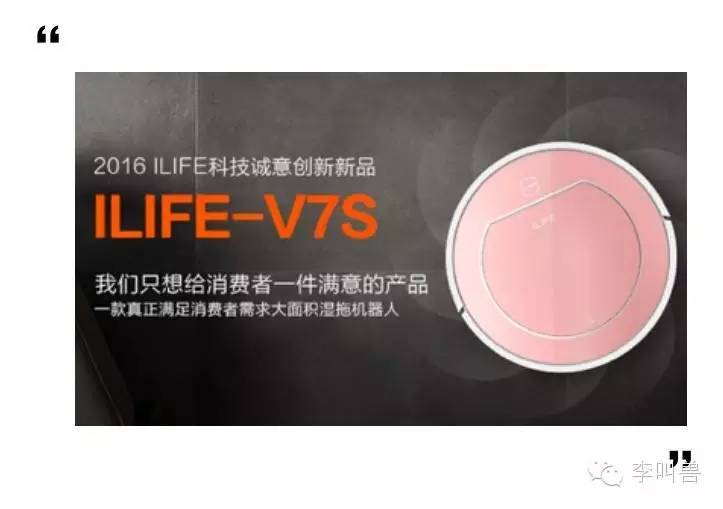 “
2016 ILIFE科技诚意创新新品
ILIFE-V7S
我们只想给消费者一件满意的产品
一款真正满足消费者需求大面积湿拖机器人
ILIFE
”
李叫兽